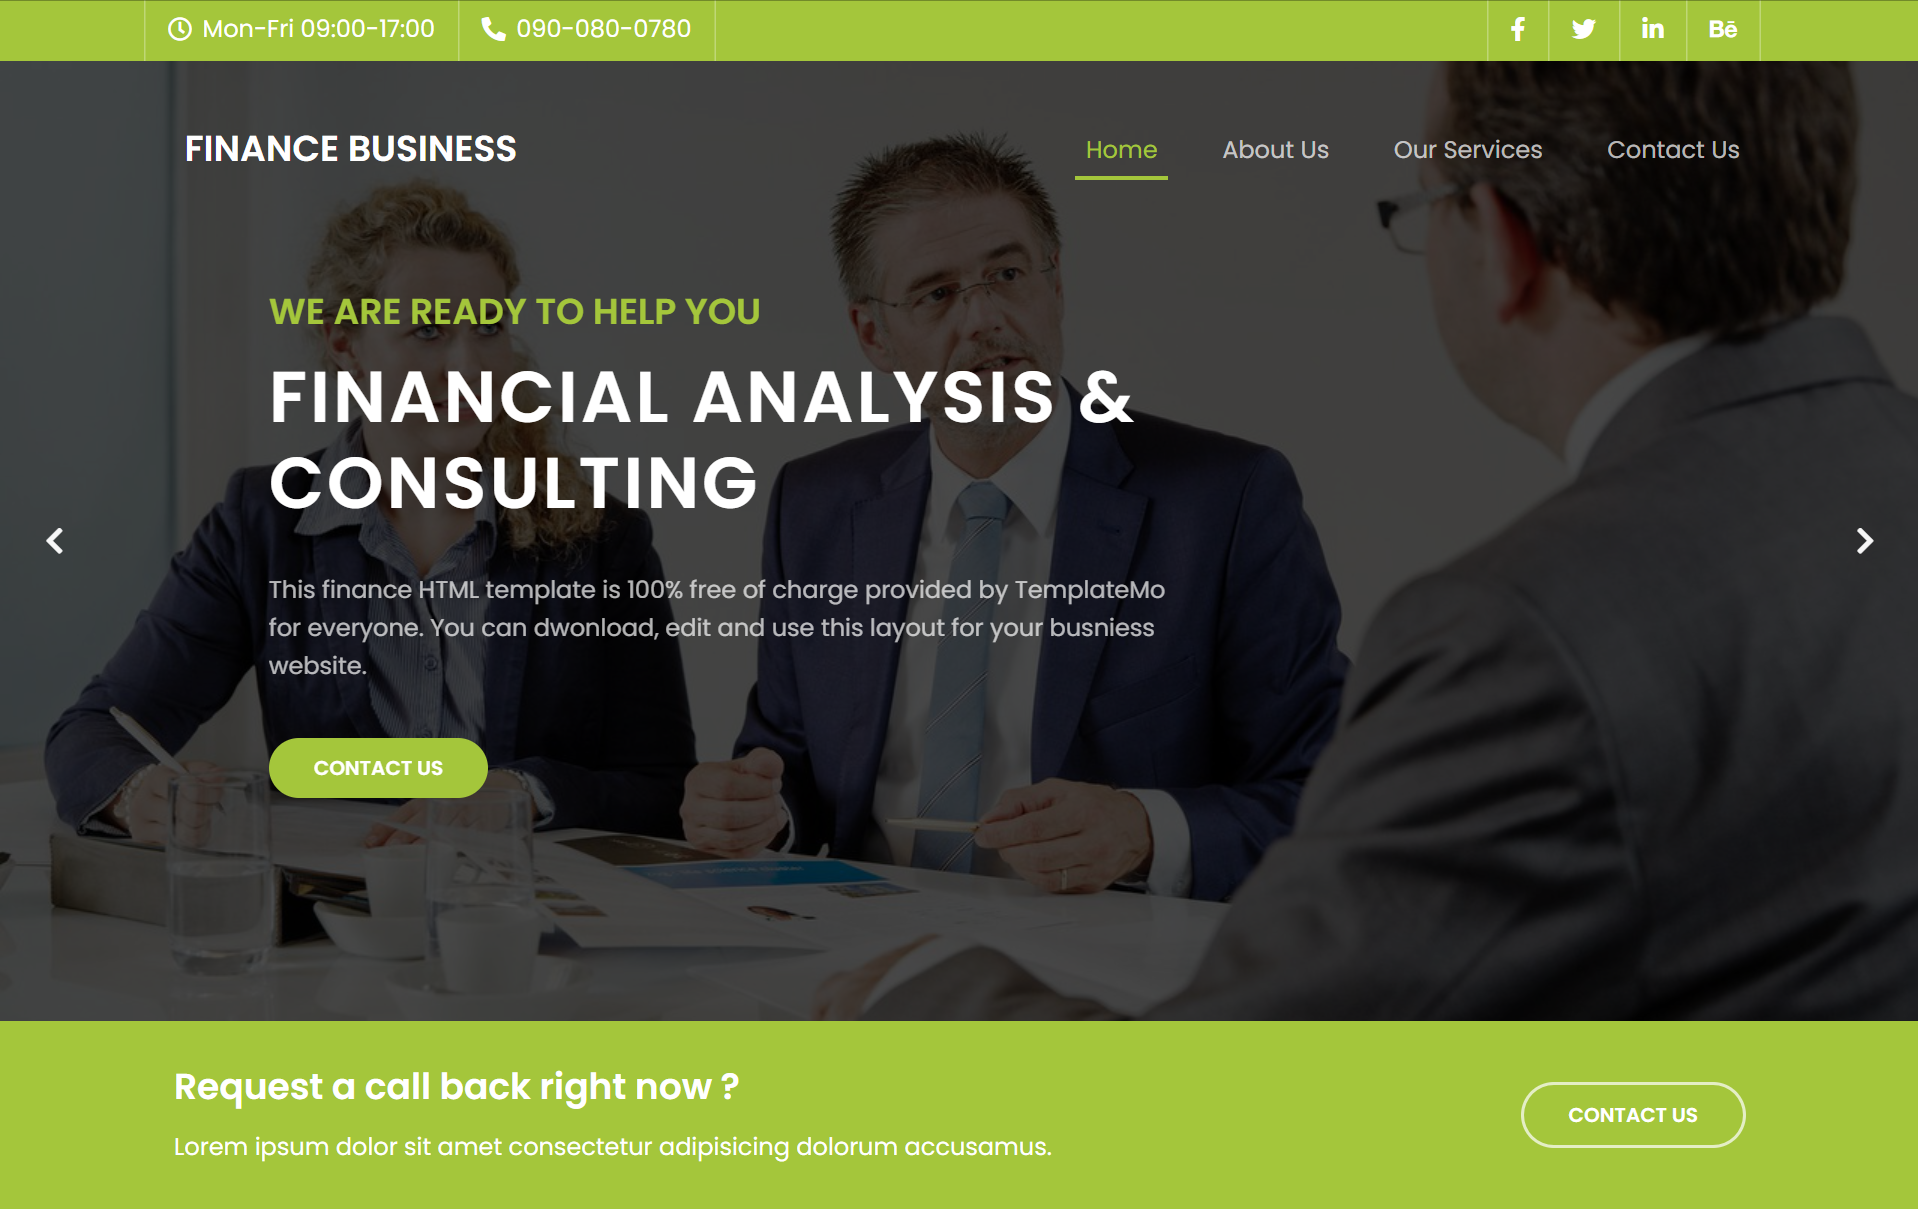 Mon-Fri 09:00-17:00
090-080-0780
Bē
FINANCE BUSINESS
Home
About Us
Our Services
Contact Us
WE ARE READY TO HELP YOU
FINANCIAL ANALYSIS &
CONSULTING
This finance HTML template is 100% free of charge provided by TemplateMo
for everyone. You can dwonload, edit and use this layout for your busniess
website.
CONTACT US
Request a call back right now ?
Lorem ipsum dolor sit amet consectetur adipisicing dolorum accusamus.
CONTACT US